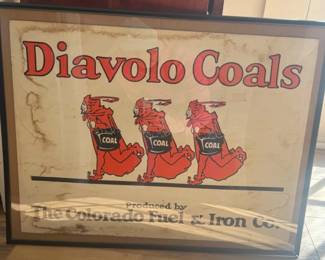 Diavolo Coals
COAL COAL COAL
Produced by
The Colorado Fuel & Iron Co.